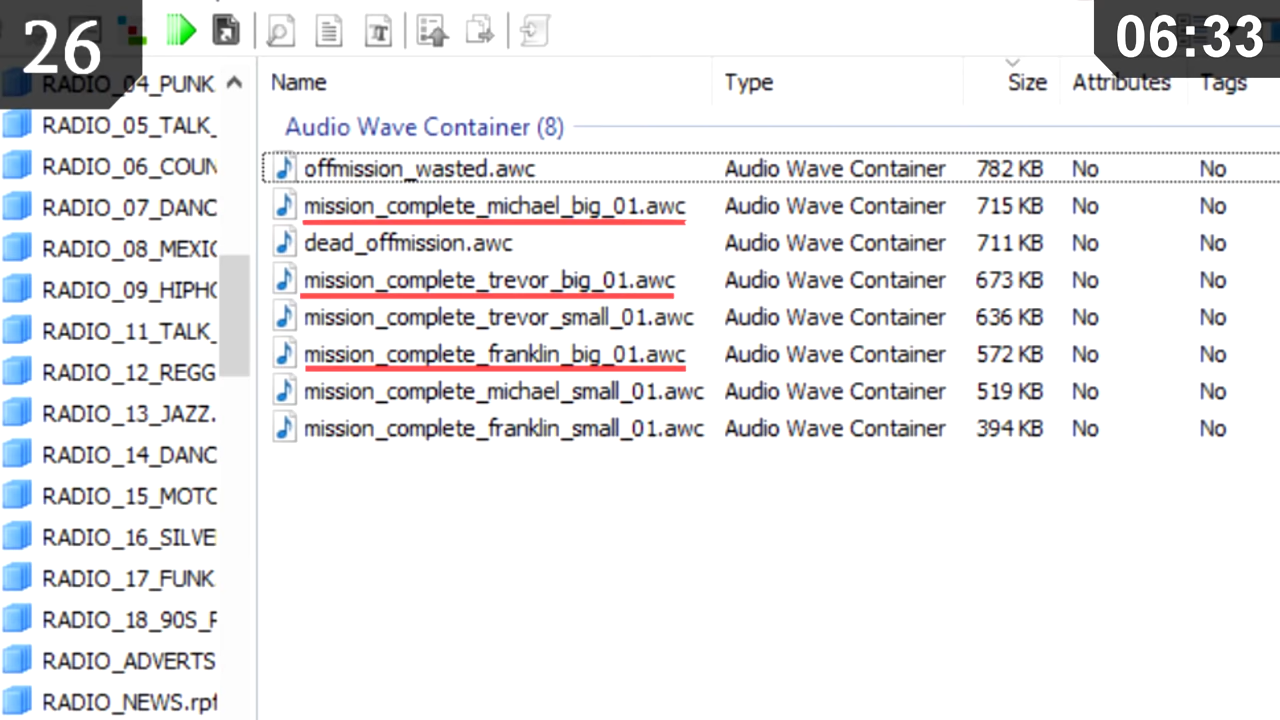 26
06:33
RADIO_04_PUNK
RADIO_05_TALK_
RADIO_06_COUN
RADIO_07_DANC
RADIO_08_MEXIC
RADIO_09_HIPHO
RADIO_11_TALK_
RADIO_12_REGG
RADIO_13_JAZZ.
RADIO_14_DANC
RADIO_15_MOTO
RADIO_16_SILVE
RADIO_17_FUNK
RADIO_18_90S_R
RADIO_ADVERTS
RADIO_NEWS.rpf
Name Type Size Attributes Tags
Audio Wave Container (8)
offmission_wasted.awc Audio Wave Container 782 KB No No
mission_complete_michael_big_01.awc Audio Wave Container 715 KB No No
dead_offmission.awc Audio Wave Container 711 KB No No
mission_complete_trevor_big_01.awc Audio Wave Container 673 KB No No
mission_complete_trevor_small_01.awc Audio Wave Container 636 KB No No
mission_complete_franklin_big_01.awc Audio Wave Container 572 KB No No
mission_complete_michael_small_01.awc Audio Wave Container 519 KB No No
mission_complete_franklin_small_01.awc Audio Wave Container 394 KB No No